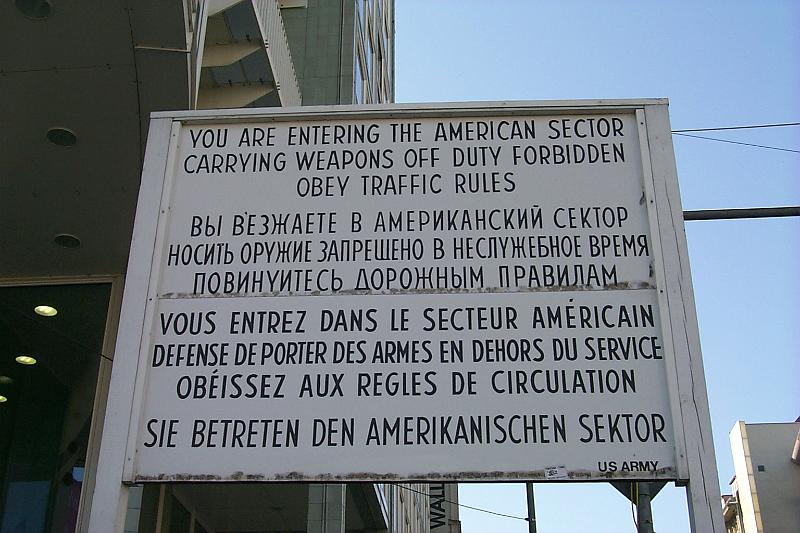 YOU ARE ENTERING THE AMERICAN SECTOR
CARRYING WEAPONS OFF DUTY FORBIDDEN
OBEY TRAFFIC RULES
ВЫ ВЪЕЗЖАЕТЕ В АМЕРИКАНСКИЙ СЕКТОР
НОСИТЬ ОРУЖИЕ ЗАПРЕЩЕНО В НЕСЛУЖЕБНОЕ ВРЕМЯ
ПОВИНУИТЕСЬ ДОРОЖНЫМ ПРАВИЛАМ
VOUS ENTREZ DANS LE SECTEUR AMÉRICAIN
DEFENSE DE PORTER DES ARMES EN DEHORS DU SERVICE
OBÉISSEZ AUX REGLES DE CIRCULATION
SIE BETRETEN DEN AMERIKANISCHEN SEKTOR
US ARMY
WALL